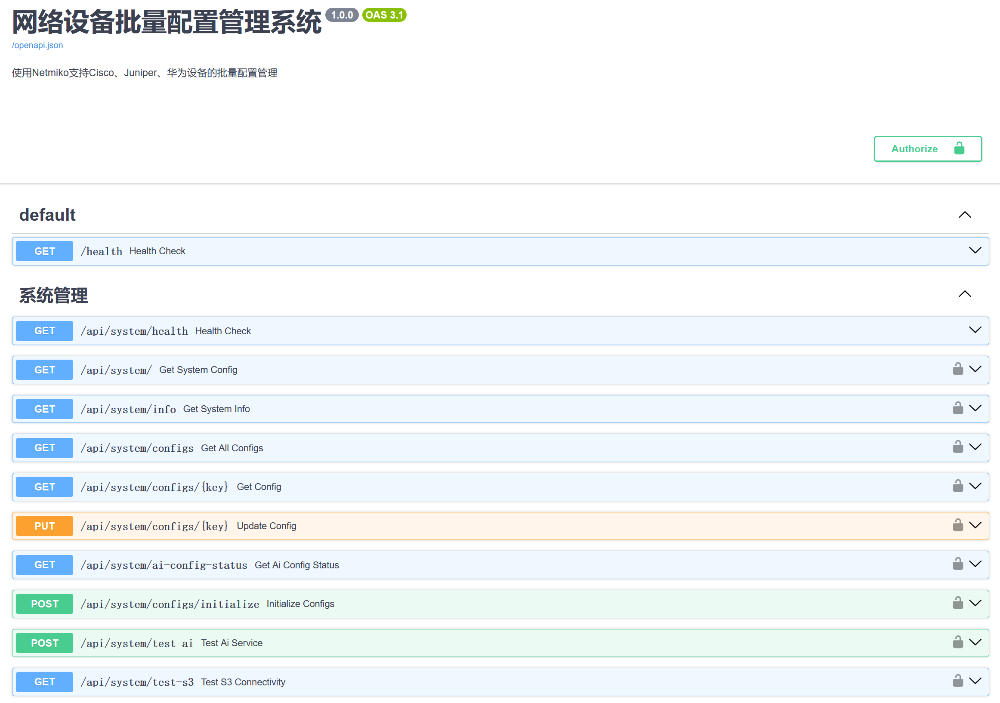 网络设备批量配置管理系统 1.0.0 OAS 3.1
/openapi.json
使用Netmiko支持Cisco、Juniper、华为设备的批量配置管理
Authorize
default
GET /health Health Check
系统管理
GET /api/system/health Health Check
GET /api/system/ Get System Config
GET /api/system/info Get System Info
GET /api/system/configs Get All Configs
GET /api/system/configs/{key} Get Config
PUT /api/system/configs/{key} Update Config
GET /api/system/ai-config-status Get Ai Config Status
POST /api/system/configs/initialize Initialize Configs
POST /api/system/test-ai Test Ai Service
GET /api/system/test-s3 Test S3 Connectivity